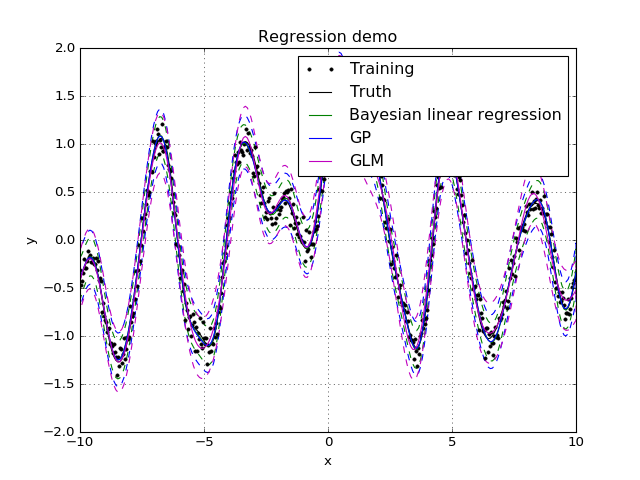 Regression demo
Training
Truth
Bayesian linear regression
GP
GLM
2.0
1.5
1.0
0.5
0.0
−0.5
−1.0
−1.5
−2.0
y
−10
−5
0
5
10
x